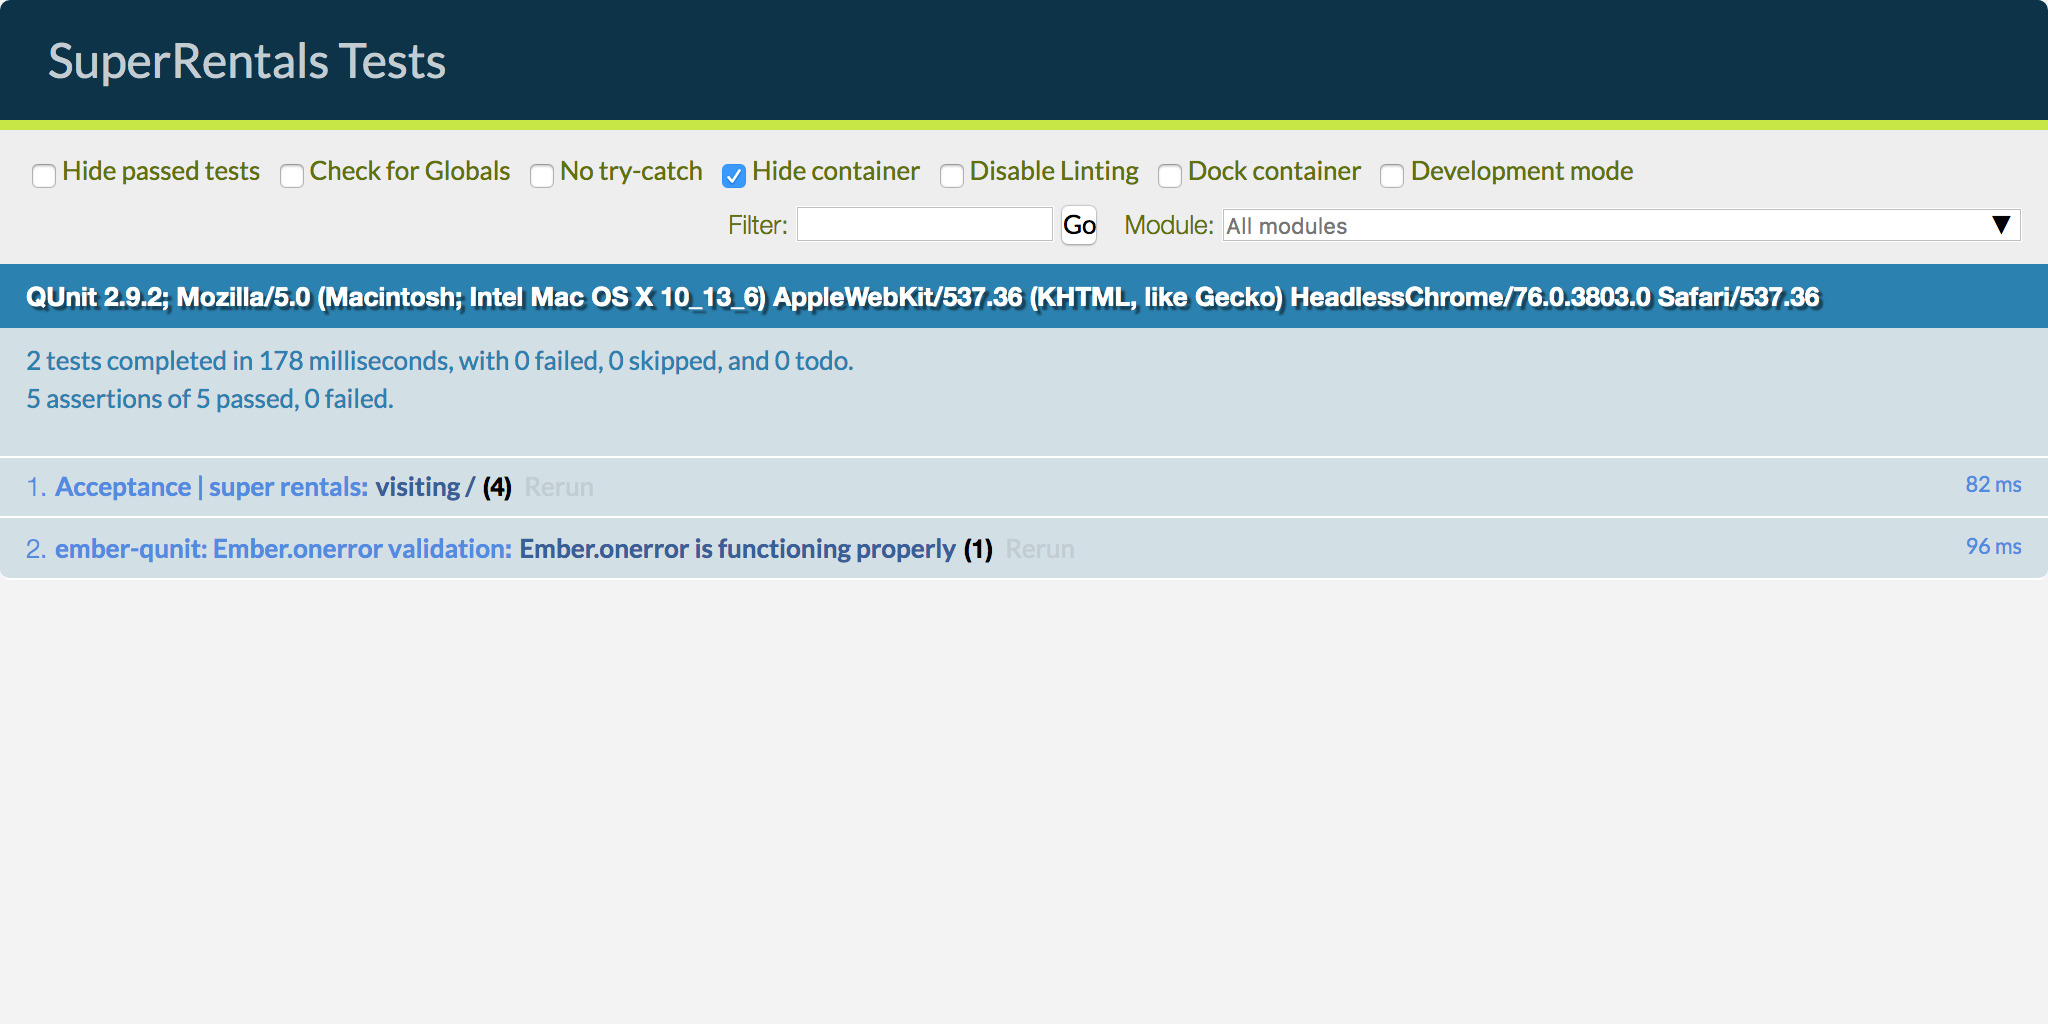 SuperRentals Tests
Hide passed tests Check for Globals No try-catch Hide container Disable Linting Dock container Development mode
Filter: Go Module: All modules ▼
QUnit 2.9.2; Mozilla/5.0 (Macintosh; Intel Mac OS X 10_13_6) AppleWebKit/537.36 (KHTML, like Gecko) HeadlessChrome/76.0.3803.0 Safari/537.36
2 tests completed in 178 milliseconds, with 0 failed, 0 skipped, and 0 todo.
5 assertions of 5 passed, 0 failed.
1. Acceptance | super rentals: visiting / (4) Rerun 82 ms
2. ember-qunit: Ember.onerror validation: Ember.onerror is functioning properly (1) Rerun 96 ms